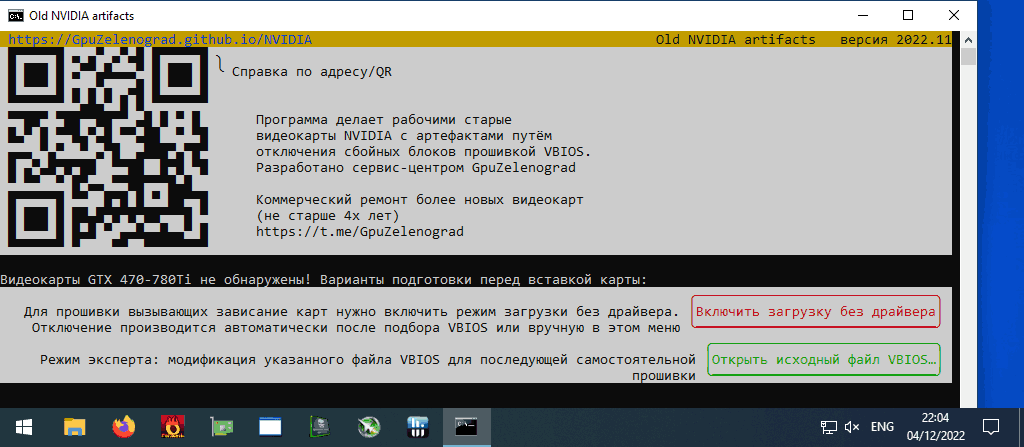 Old NVIDIA artifacts
https://GpuZelenograd.github.io/NVIDIA Old NVIDIA artifacts версия 2022.11
Справка по адресу/QR
Программа делает рабочими старые
видеокарты NVIDIA с артефактами путём
отключения сбойных блоков прошивкой VBIOS.
Разработано сервис-центром GpuZelenograd
Коммерческий ремонт более новых видеокарт
(не старше 4х лет)
https://t.me/GpuZelenograd
Видеокарты GTX 470-780Ti не обнаружены! Варианты подготовки перед вставкой карты:
Для прошивки вызывающих зависание карт нужно включить режим загрузки без драйвера.
Отключение производится автоматически после подбора VBIOS или вручную в этом меню
Включить загрузку без драйвера
Режим эксперта: модификация указанного файла VBIOS для последующей самостоятельной
прошивки
Открыть исходный файл VBIOS…
ENG
22:04
04/12/2022